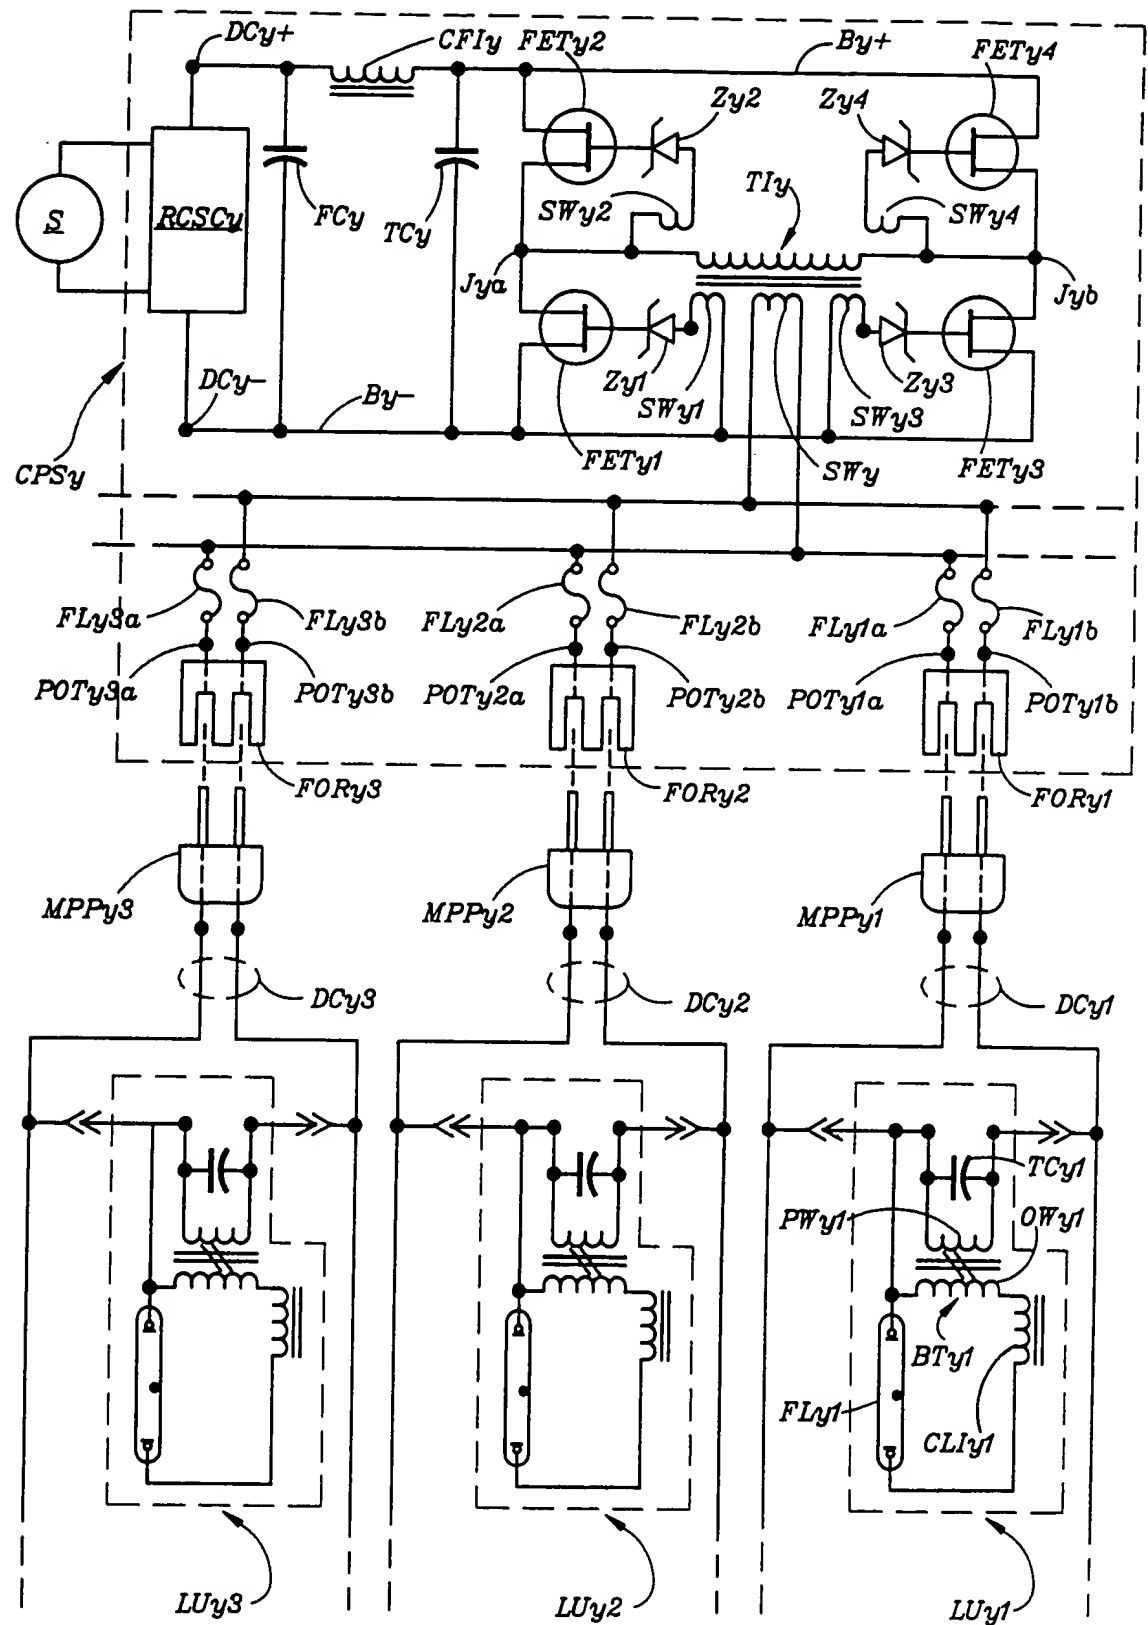 DCy+
CFIy
FETy2
By+
FETy4
Zy2
Zy4
S
RCSCy
FCy
TCy
SWy2
TIy
SWy4
Jya
Jyb
DCy-
By-
Zy1
SWy1
Zy3
SWy3
CPSy
FETy1
SWy
FETy3
FLy3a
FLy3b
FLy2a
FLy2b
FLy1a
FLy1b
POTy3a
POTy3b
POTy2a
POTy2b
POTy1a
POTy1b
FORy3
FORy2
FORy1
MPPy3
MPPy2
MPPy1
DCy3
DCy2
DCy1
TCy1
PWy1
OWy1
BTy1
FLy1
CLIy1
LUy3
LUy2
LUy1